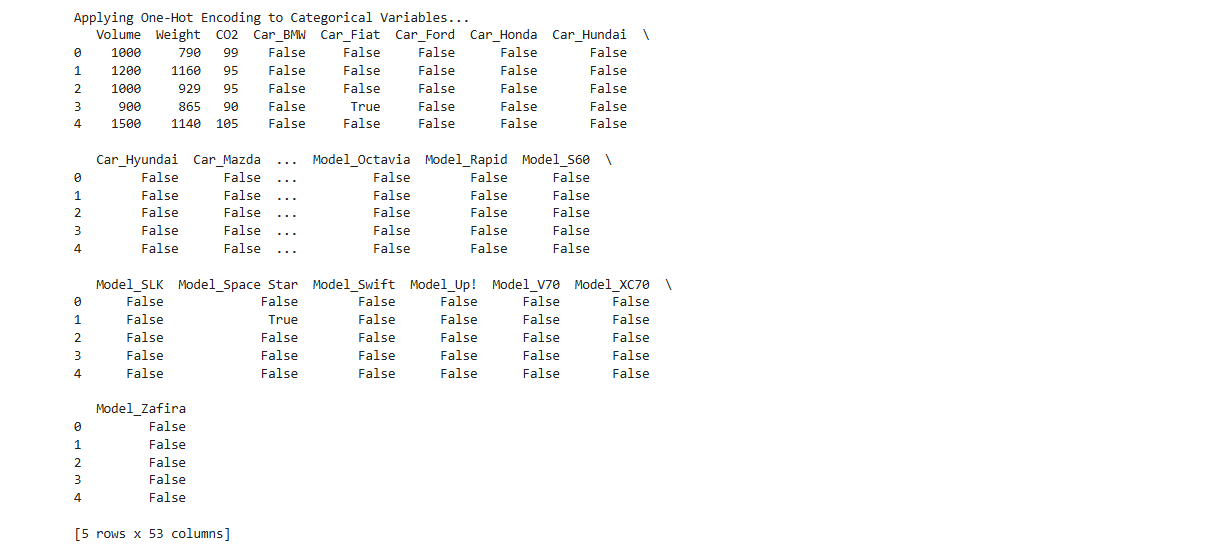 Applying One-Hot Encoding to Categorical Variables...
   Volume  Weight  CO2  Car_BMW  Car_Fiat  Car_Ford  Car_Honda  Car_Hundai  \
0    1000     790   99    False     False     False      False       False
1    1200    1160   95    False     False     False      False       False
2    1000     929   95    False     False     False      False       False
3     900     865   90    False      True     False      False       False
4    1500    1140  105    False     False     False      False       False

   Car_Hyundai  Car_Mazda  ...  Model_Octavia  Model_Rapid  Model_S60  \
0        False      False  ...          False        False      False
1        False      False  ...          False        False      False
2        False      False  ...          False        False      False
3        False      False  ...          False        False      False
4        False      False  ...          False        False      False

   Model_SLK  Model_Space Star  Model_Swift  Model_Up!  Model_V70  Model_XC70  \
0      False             False        False      False      False       False
1      False              True        False      False      False       False
2      False             False        False      False      False       False
3      False             False        False      False      False       False
4      False             False        False      False      False       False

   Model_Zafira
0         False
1         False
2         False
3         False
4         False

[5 rows x 53 columns]